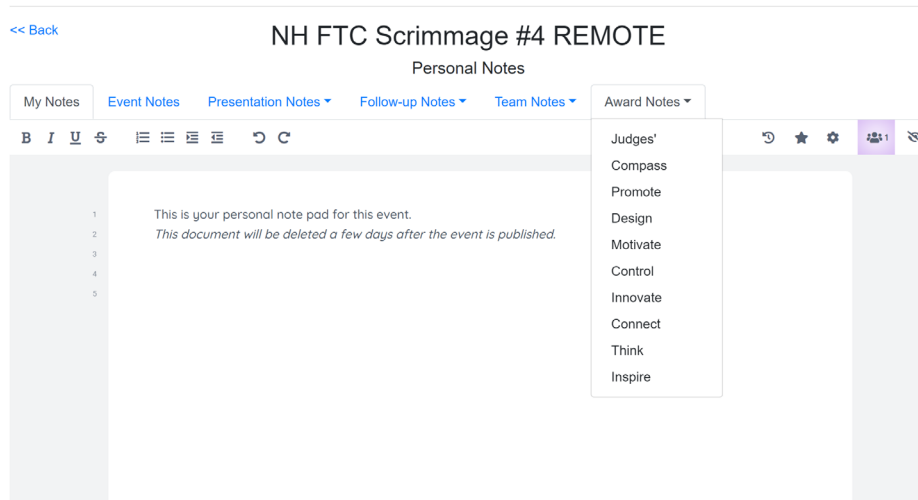 << Back
NH FTC Scrimmage #4 REMOTE
Personal Notes
My Notes Event Notes Presentation Notes Follow-up Notes Team Notes Award Notes
B I U S 1
Judges'
Compass
Promote
Design
Motivate
Control
Innovate
Connect
Think
Inspire
1 This is your personal note pad for this event.
2 This document will be deleted a few days after the event is published.
3
4
5